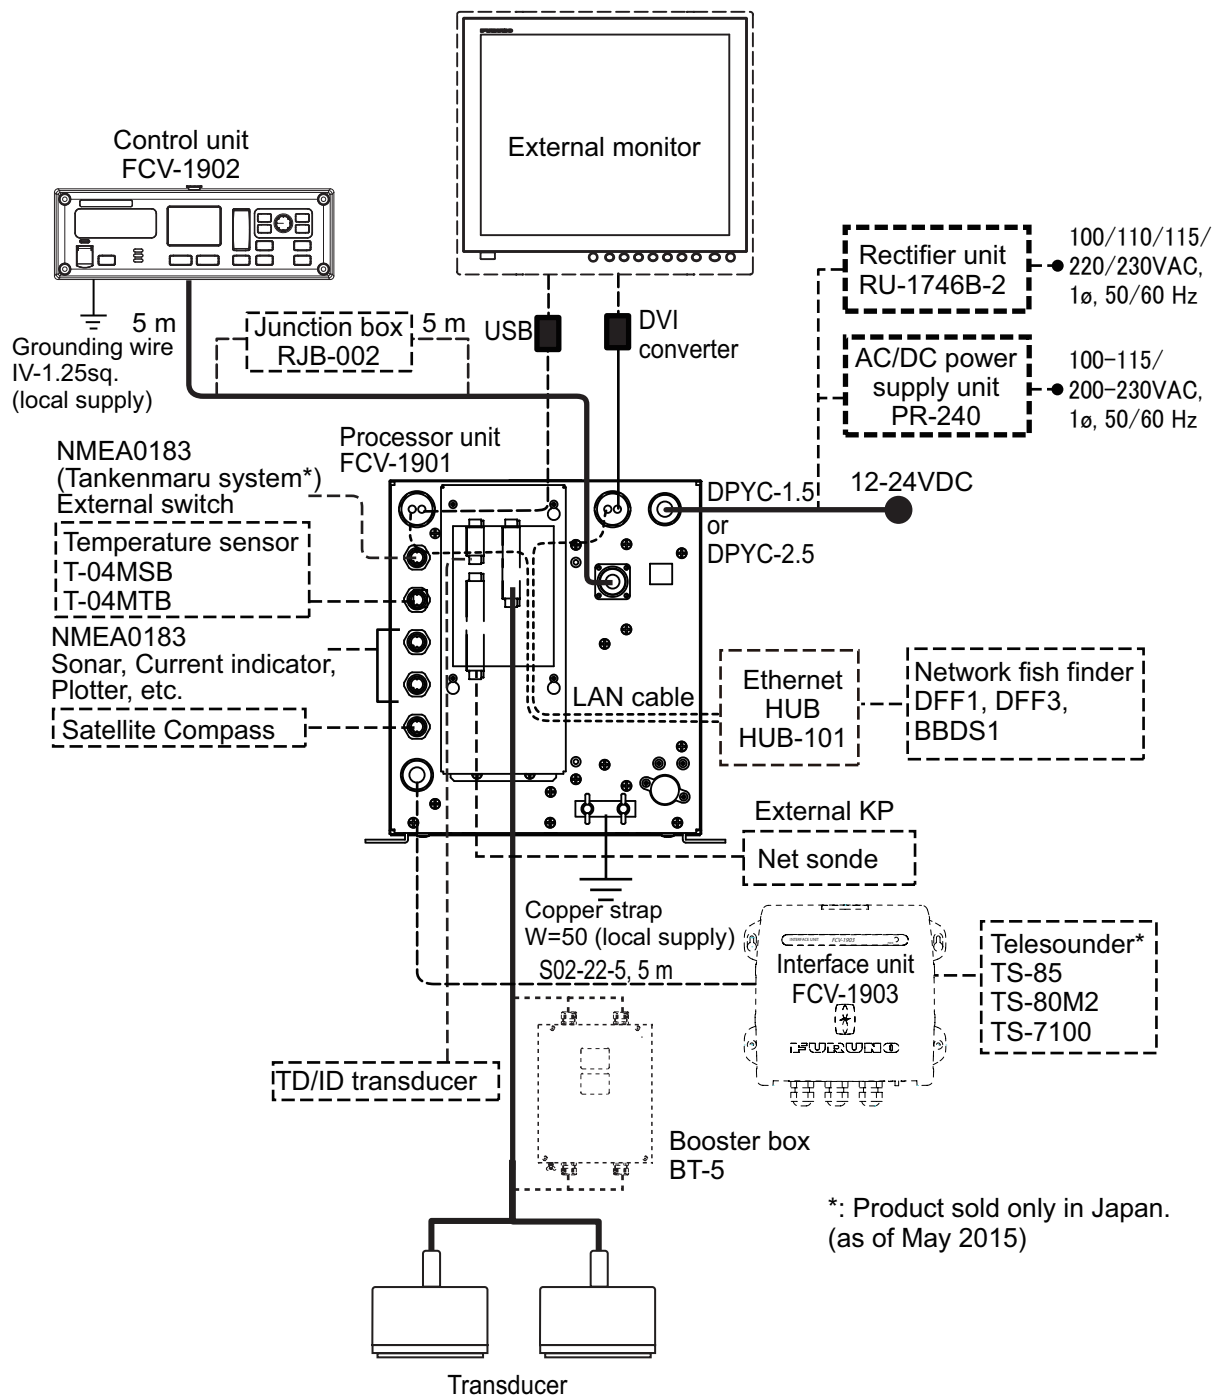 FURUNO
External monitor
Control unit
FCV-1902
Rectifier unit
RU-1746B-2
100/110/115/
220/230VAC,
1ø, 50/60 Hz
AC/DC power
supply unit
PR-240
100-115/
200-230VAC,
1ø, 50/60 Hz
5 m
Junction box
RJB-002
5 m
USB
DVI
converter
Grounding wire
IV-1.25sq.
(local supply)
Processor unit
FCV-1901
NMEA0183
(Tankenmaru system*)
External switch
Temperature sensor
T-04MSB
T-04MTB
NMEA0183
Sonar, Current indicator,
Plotter, etc.
Satellite Compass
DPYC-1.5
or
DPYC-2.5
12-24VDC
LAN cable
Ethernet
HUB
HUB-101
Network fish finder
DFF1, DFF3,
BBDS1
External KP
Net sonde
Copper strap
W=50 (local supply)
S02-22-5, 5 m
INTERFACE UNIT FCV-1903
Interface unit
FCV-1903
FURUNO
Telesounder*
TS-85
TS-80M2
TS-7100
TD/ID transducer
Booster box
BT-5
*: Product sold only in Japan.
(as of May 2015)
Transducer